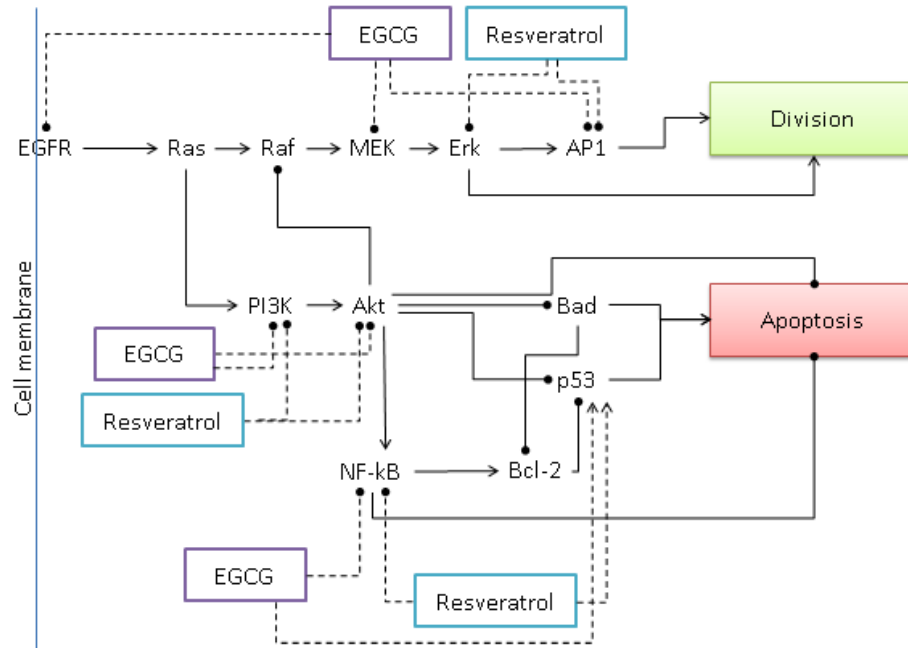 EGCG
Resveratrol
Division
EGFR
Ras
Raf
MEK
Erk
AP1
PI3K
Akt
Bad
Apoptosis
EGCG
p53
Resveratrol
Cell membrane
NF-kB
Bcl-2
EGCG
Resveratrol